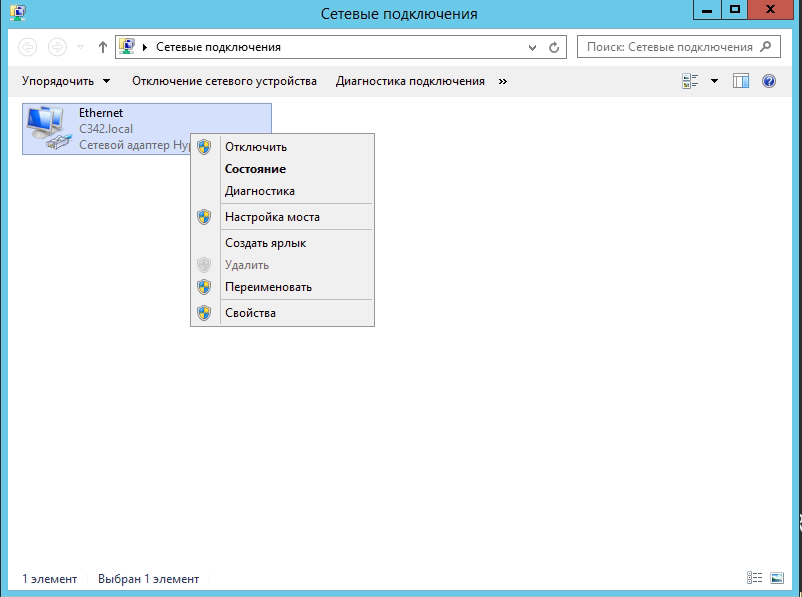 Сетевые подключения
Сетевые подключения
Поиск: Сетевые подключения
Упорядочить Отключение сетевого устройства Диагностика подключения »
Ethernet
C342.local
Сетевой адаптер Hyp
Отключить
Состояние
Диагностика
Настройка моста
Создать ярлык
Удалить
Переименовать
Свойства
1 элемент Выбран 1 элемент